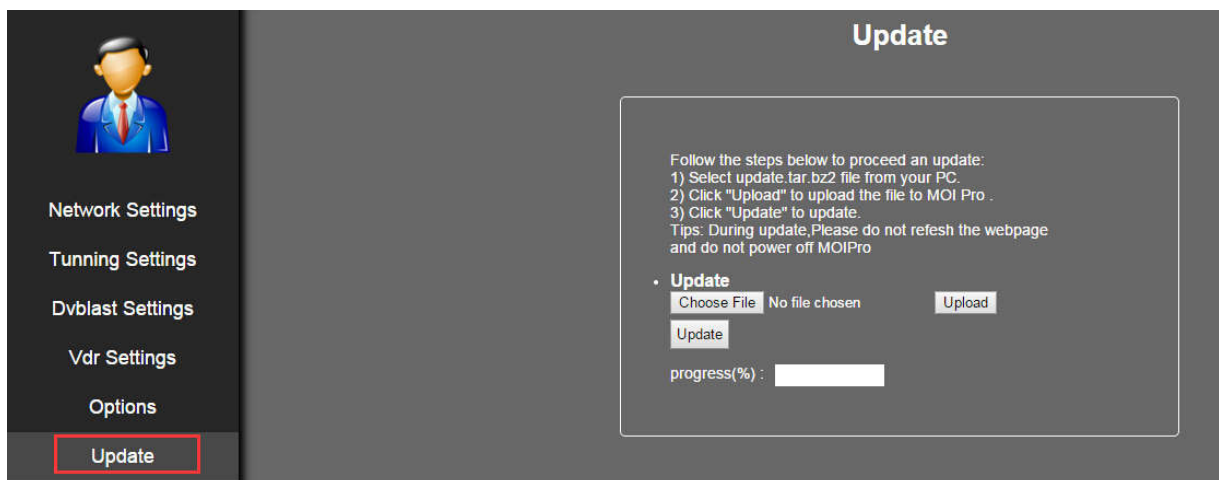 Update
Network Settings
Tunning Settings
Dvblast Settings
Vdr Settings
Options
Update
Follow the steps below to proceed an update:
1) Select update.tar.bz2 file from your PC.
2) Click "Upload" to upload the file to MOI Pro .
3) Click "Update" to update.
Tips: During update,Please do not refesh the webpage
and do not power off MOIPro
• Update
Choose File No file chosen Upload
Update
progress(%) :